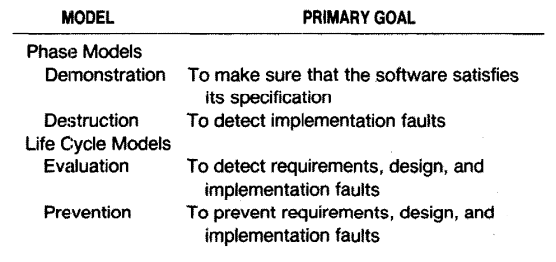 MODEL PRIMARY GOAL
Phase Models
Demonstration To make sure that the software satisfies
its specification
Destruction To detect implementation faults
Life Cycle Models
Evaluation To detect requirements, design, and
implementation faults
Prevention To prevent requirements, design, and
implementation faults